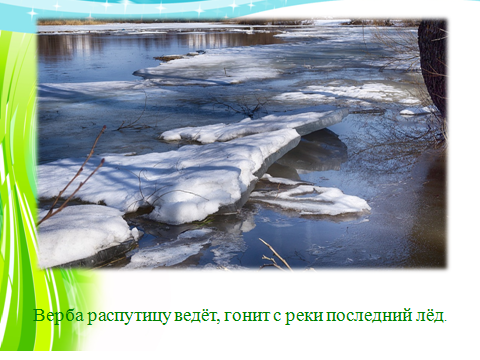 Верба распутицу ведёт, гонит с реки последний лёд.